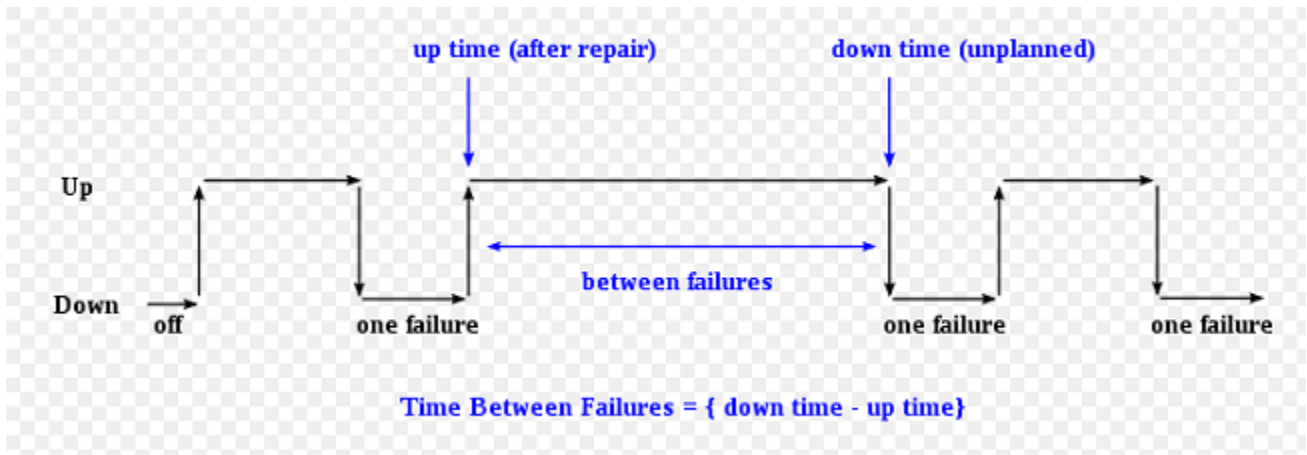 up time (after repair) down time (unplanned)
Up
between failures
Down
off one failure one failure one failure
Time Between Failures = { down time - up time}